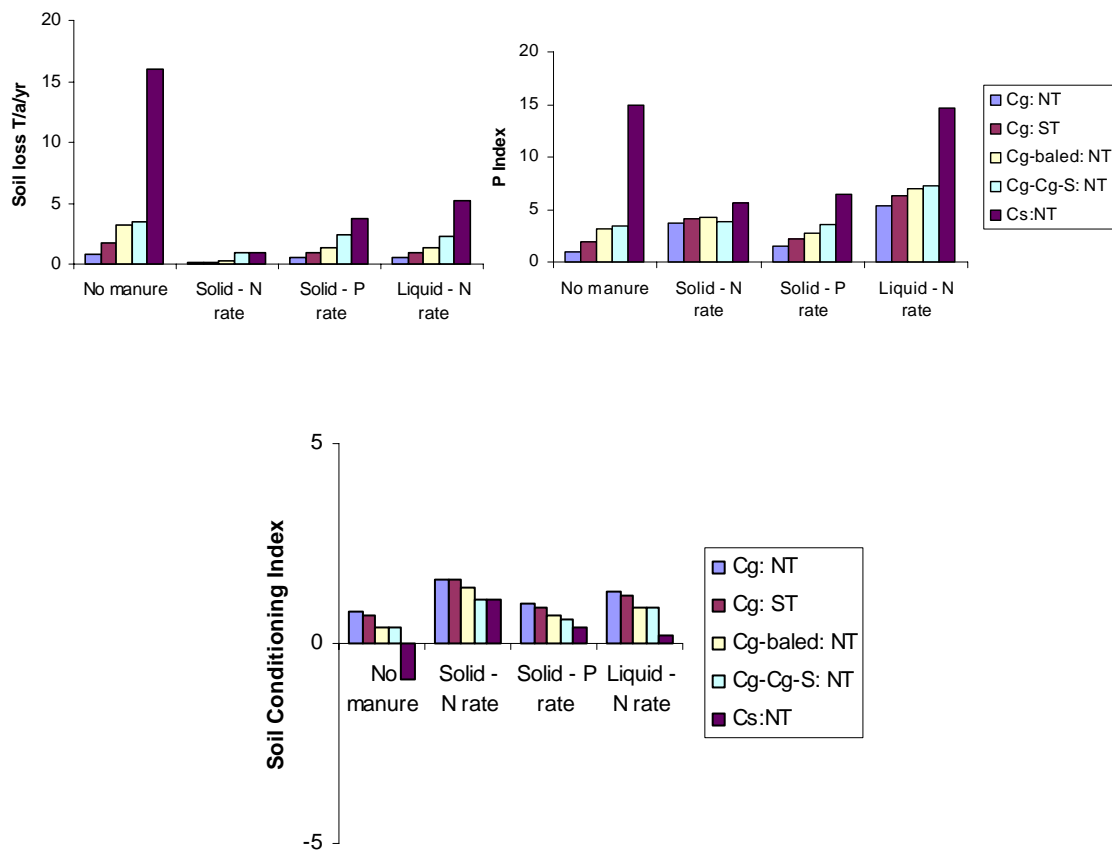 Soil loss T/a/yr
20
15
10
5
0
No manure
Solid - N
rate
Solid - P
rate
Liquid - N
rate
P Index
20
15
10
5
0
No manure
Solid - N
rate
Solid - P
rate
Liquid - N
rate
Cg: NT
Cg: ST
Cg-baled: NT
Cg-Cg-S: NT
Cs:NT
Soil Conditioning Index
5
0
-5
No
manure
Solid -
N rate
Solid - P
rate
Liquid -
N rate
Cg: NT
Cg: ST
Cg-baled: NT
Cg-Cg-S: NT
Cs:NT